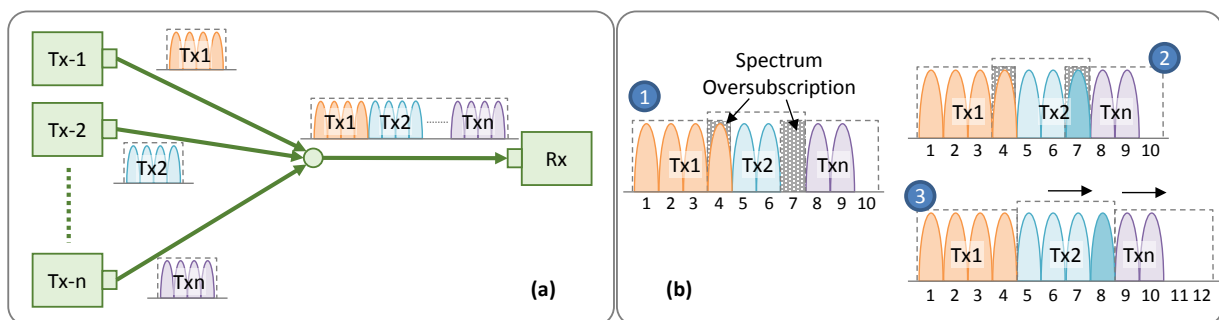 Tx-1
Tx1
Tx-2
Tx2
Tx1 Tx2 ....... Txn
Rx
Tx-n
Txn
(a)
1
Spectrum
Oversubscription
Tx1 Tx2 Txn
1 2 3 4 5 6 7 8 9 10
(b)
2
Tx1 Tx2 Txn
1 2 3 4 5 6 7 8 9 10
3
Tx1 Tx2 Txn
1 2 3 4 5 6 7 8 9 10 11 12